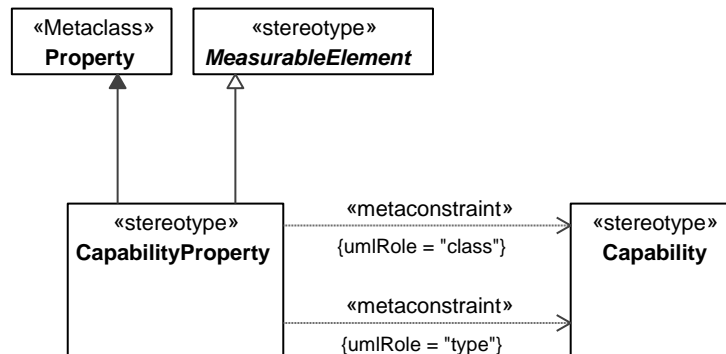 «Metaclass»
Property
«stereotype»
MeasurableElement
«stereotype»
CapabilityProperty
«metaconstraint»
{umlRole = "class"}
«metaconstraint»
{umlRole = "type"}
«stereotype»
Capability